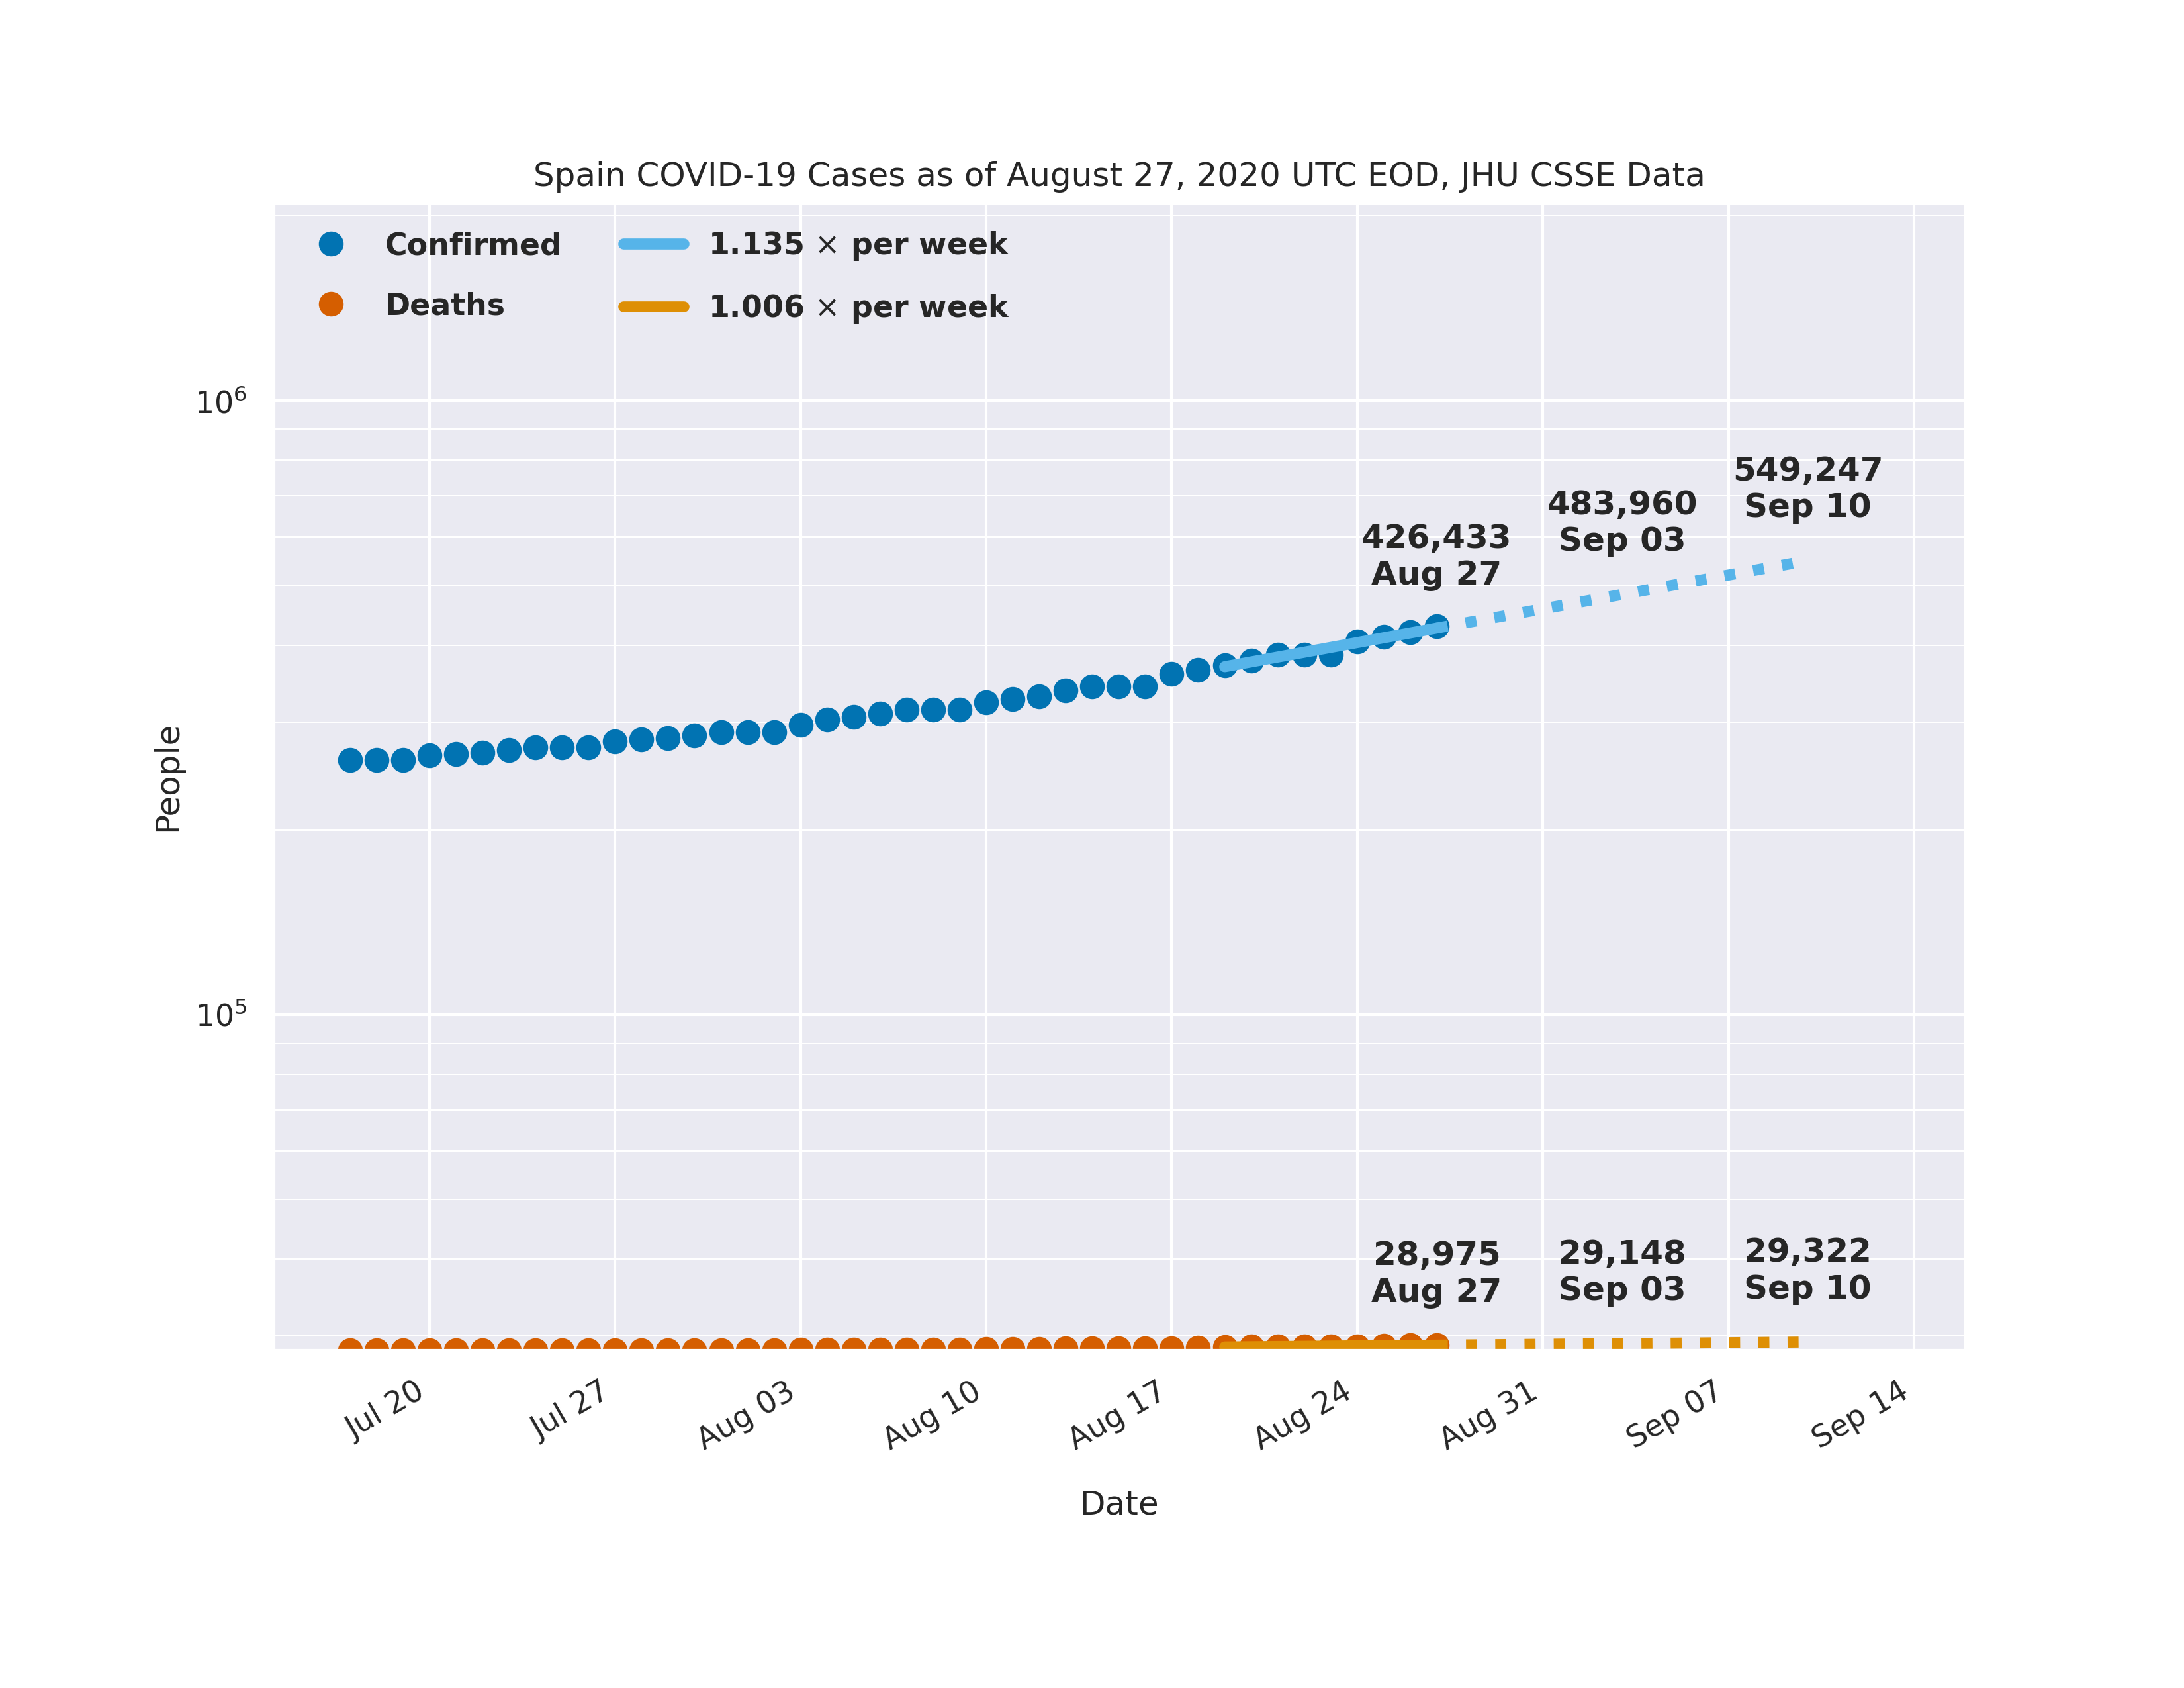 Spain COVID-19 Cases as of August 27, 2020 UTC EOD, JHU CSSE Data
Confirmed
Deaths
1.135 × per week
1.006 × per week
10⁶
10⁵
People
426,433
Aug 27
483,960
Sep 03
549,247
Sep 10
28,975
Aug 27
29,148
Sep 03
29,322
Sep 10
Jul 20
Jul 27
Aug 03
Aug 10
Aug 17
Aug 24
Aug 31
Sep 07
Sep 14
Date